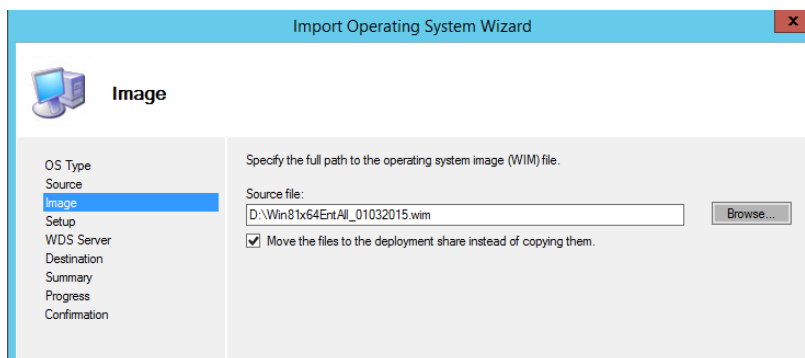 Import Operating System Wizard
x
Image
OS Type
Source
Image
Setup
WDS Server
Destination
Summary
Progress
Confirmation
Specify the full path to the operating system image (WIM) file.
Source file:
D:\Win81x64EntAll_01032015.wim
Browse...
Move the files to the deployment share instead of copying them.